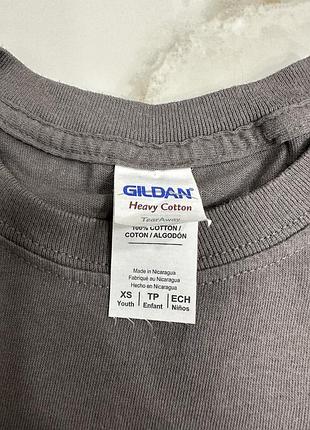 GILDAN
Heavy Cotton
TearAway
100% COTTON /
COTON / ALGODÓN
Made in Nicaragua
Fabriqué au Nicaragua
Hecho en Nicaragua
XS TP ECH
Youth Enfant Niños